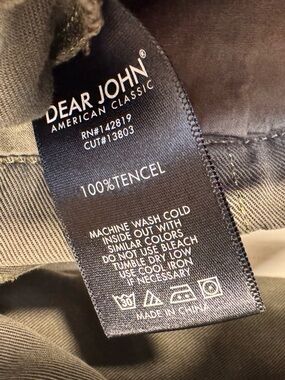 DEAR JOHN®
AMERICAN CLASSIC
RN#142819
CUT#13803
100%TENCEL
MACHINE WASH COLD
INSIDE OUT WITH
SIMILAR COLORS
DO NOT BLEACH
TUMBLE DRY LOW
USE COOL IRON
IF NECESSARY
MADE IN CHINA